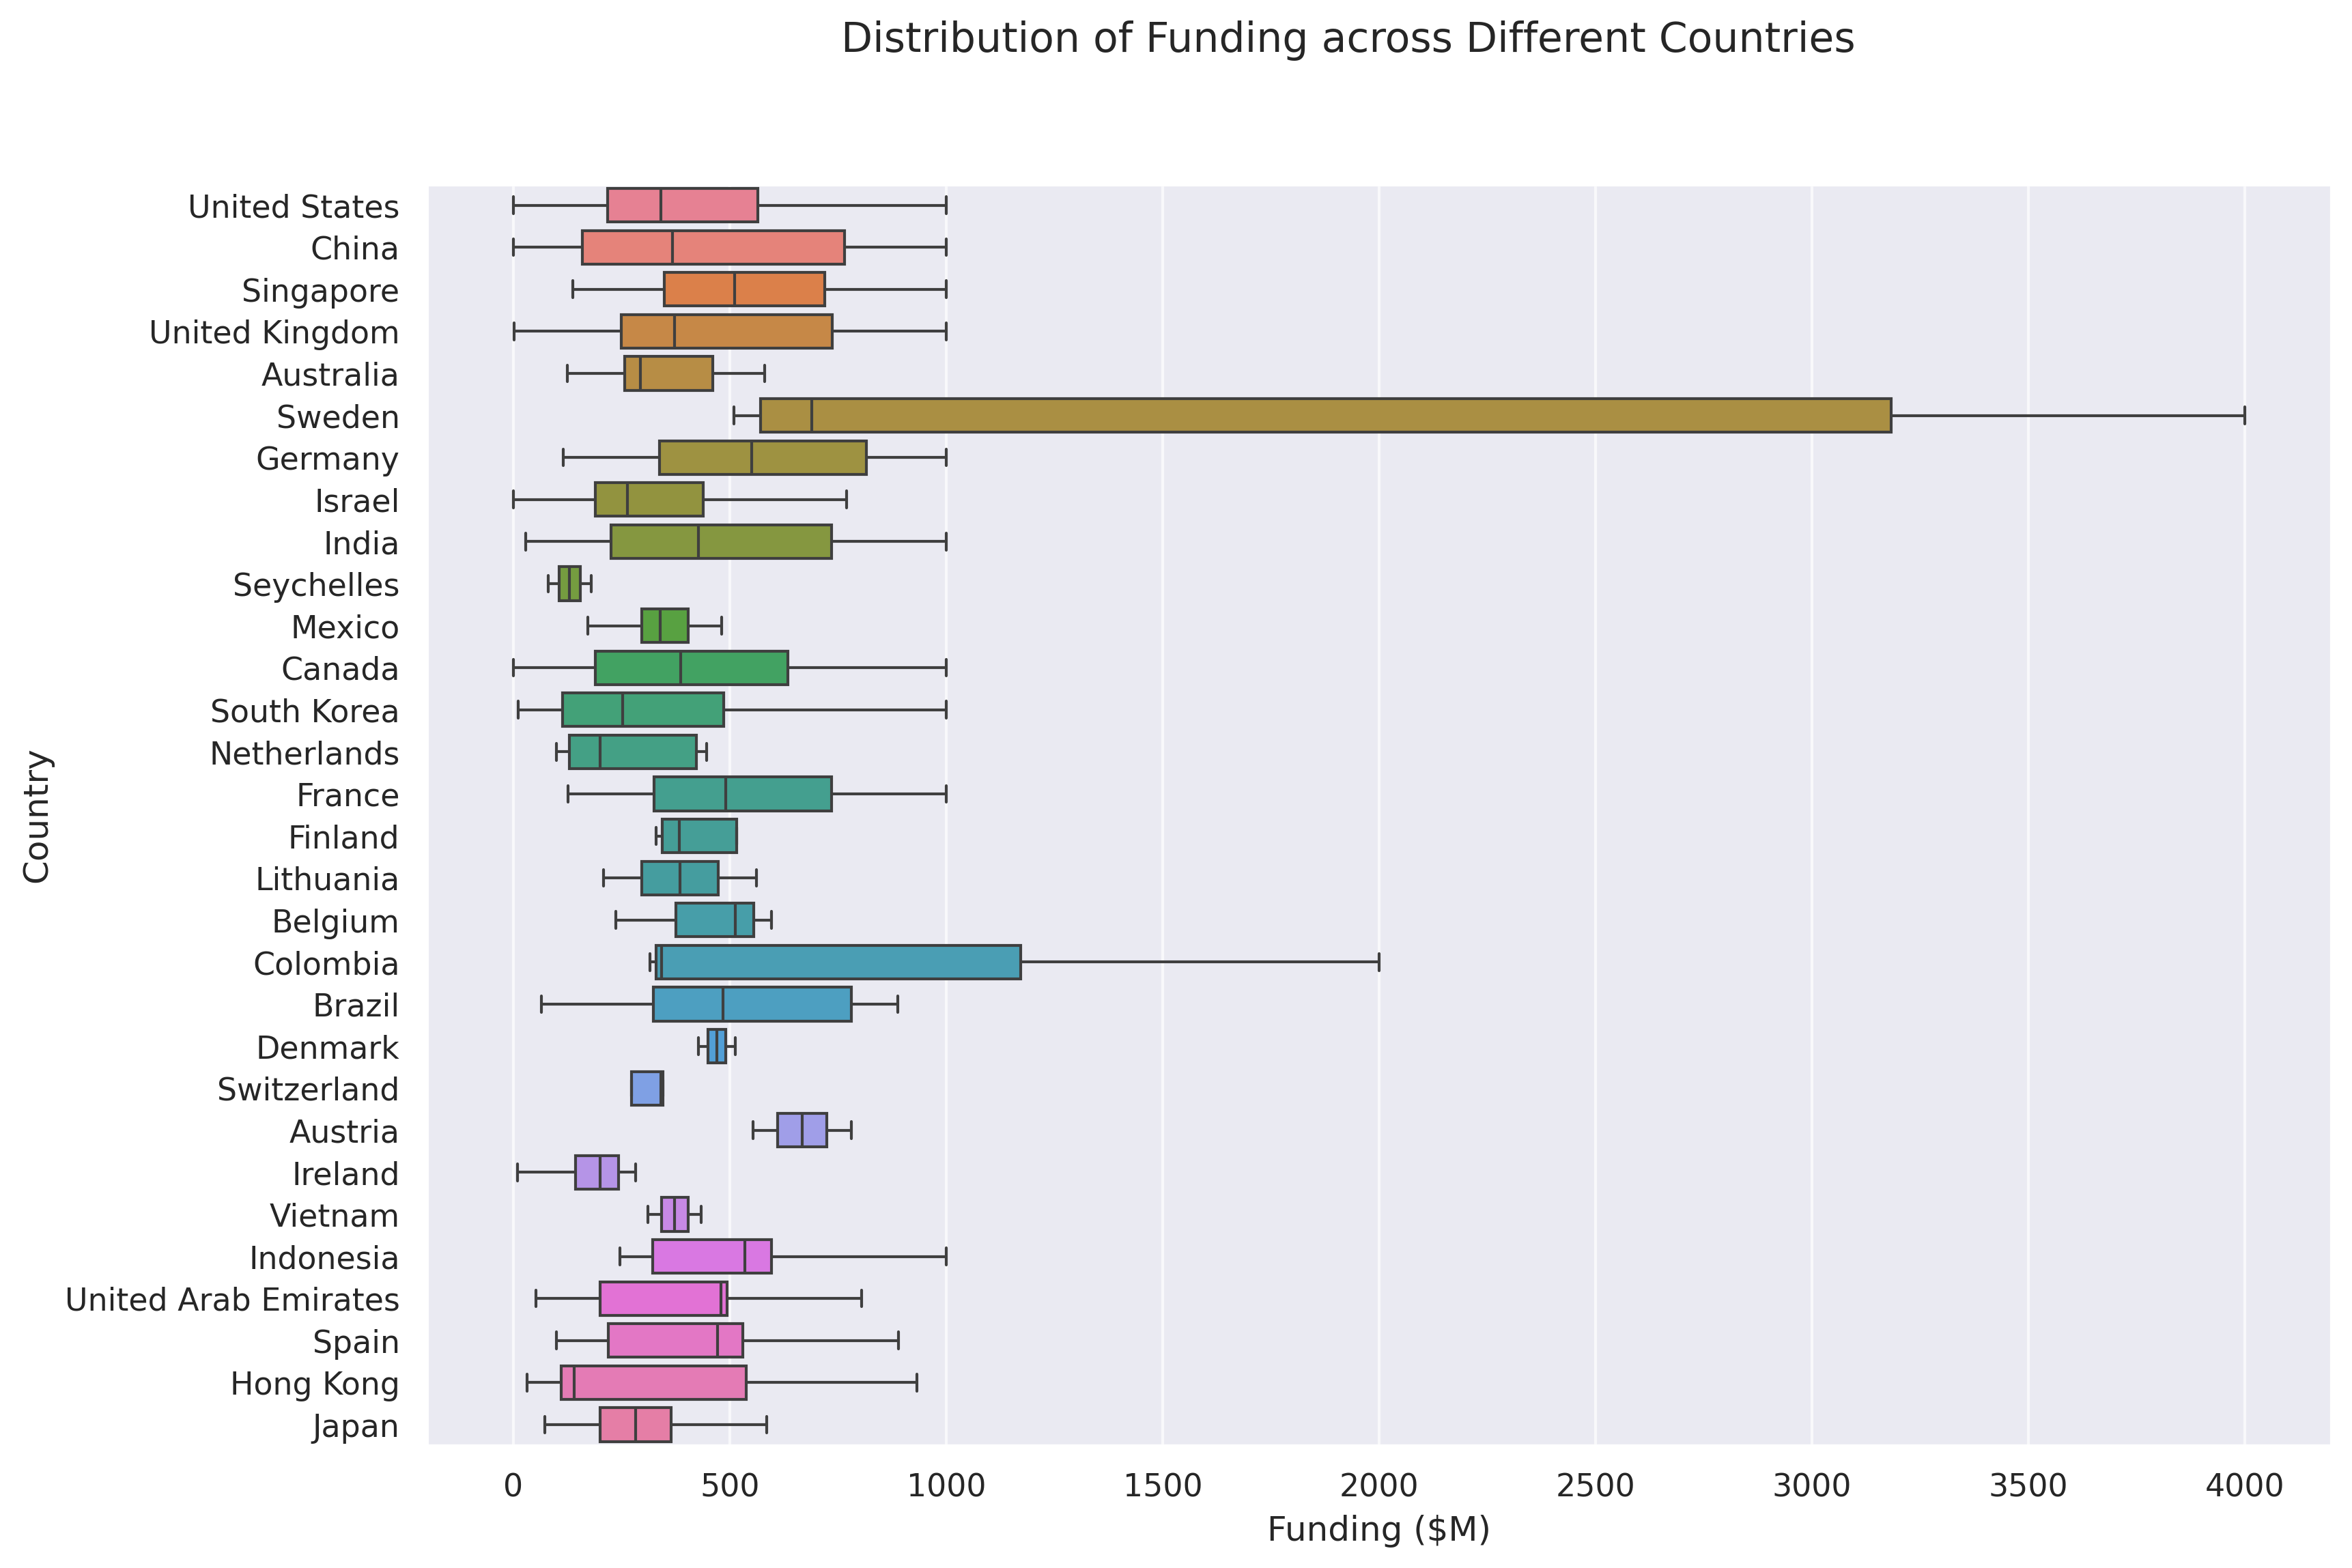 Distribution of Funding across Different Countries
United States
China
Singapore
United Kingdom
Australia
Sweden
Germany
Israel
India
Seychelles
Mexico
Canada
South Korea
Netherlands
France
Finland
Lithuania
Belgium
Colombia
Brazil
Denmark
Switzerland
Austria
Ireland
Vietnam
Indonesia
United Arab Emirates
Spain
Hong Kong
Japan
Country
0 500 1000 1500 2000 2500 3000 3500 4000
Funding ($M)